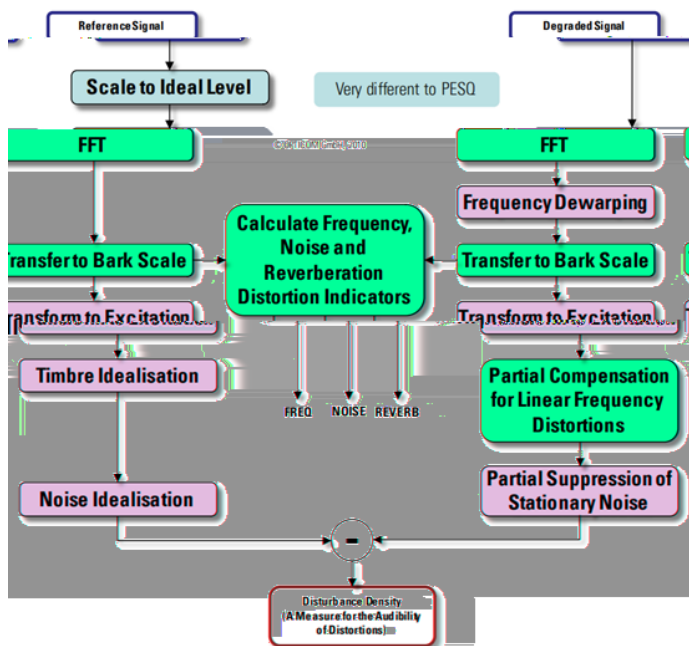 Reference Signal
Degraded Signal
Scale to Ideal Level
Very different to PESQ
FFT
FFT
Frequency Dewarping
Calculate Frequency,
Noise and
Reverberation
Distortion Indicators
Transfer to Bark Scale
Transfer to Bark Scale
Transform to Excitation
Transform to Excitation
Timbre Idealisation
Partial Compensation
for Linear Frequency
Distortions
FREQ
NOISE
REVERB
Noise Idealisation
Partial Suppression of
Stationary Noise
-
Disturbance Density
(A Measure for the Audibility
of Distortions)